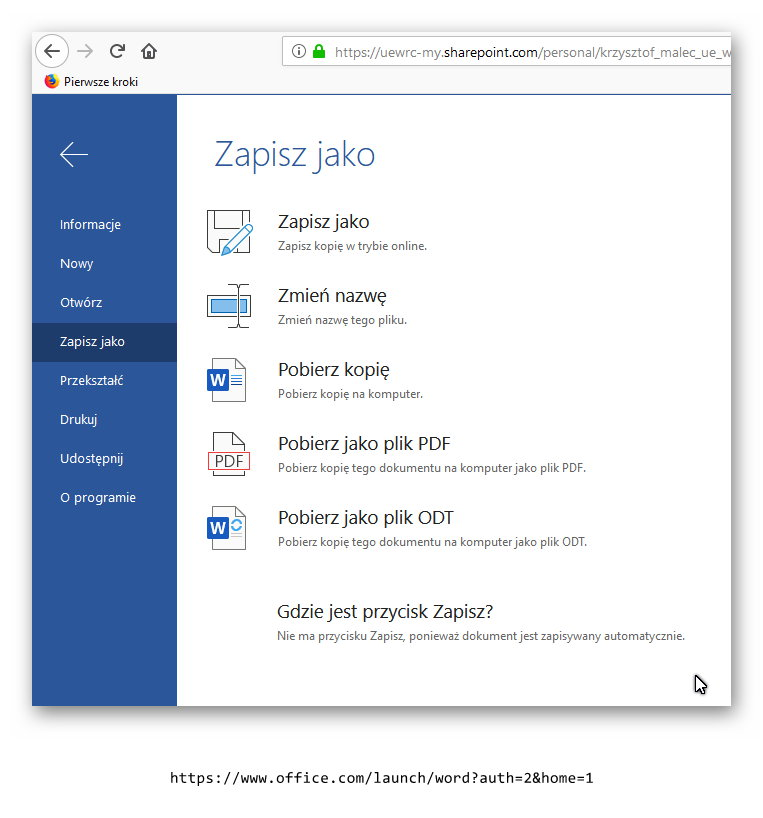 https://uewrc-my.sharepoint.com/personal/krzysztof_malec_ue_w
Pierwsze kroki
Zapisz jako
Informacje
Nowy
Otwórz
Zapisz jako
Przekształć
Drukuj
Udostępnij
O programie
Zapisz jako
Zapisz kopię w trybie online.
Zmień nazwę
Zmień nazwę tego pliku.
W
Pobierz kopię
Pobierz kopię na komputer.
PDF
Pobierz jako plik PDF
Pobierz kopię tego dokumentu na komputer jako plik PDF.
W
Pobierz jako plik ODT
Pobierz kopię tego dokumentu na komputer jako plik ODT.
Gdzie jest przycisk Zapisz?
Nie ma przycisku Zapisz, ponieważ dokument jest zapisywany automatycznie.
https://www.office.com/launch/word?auth=2&home=1